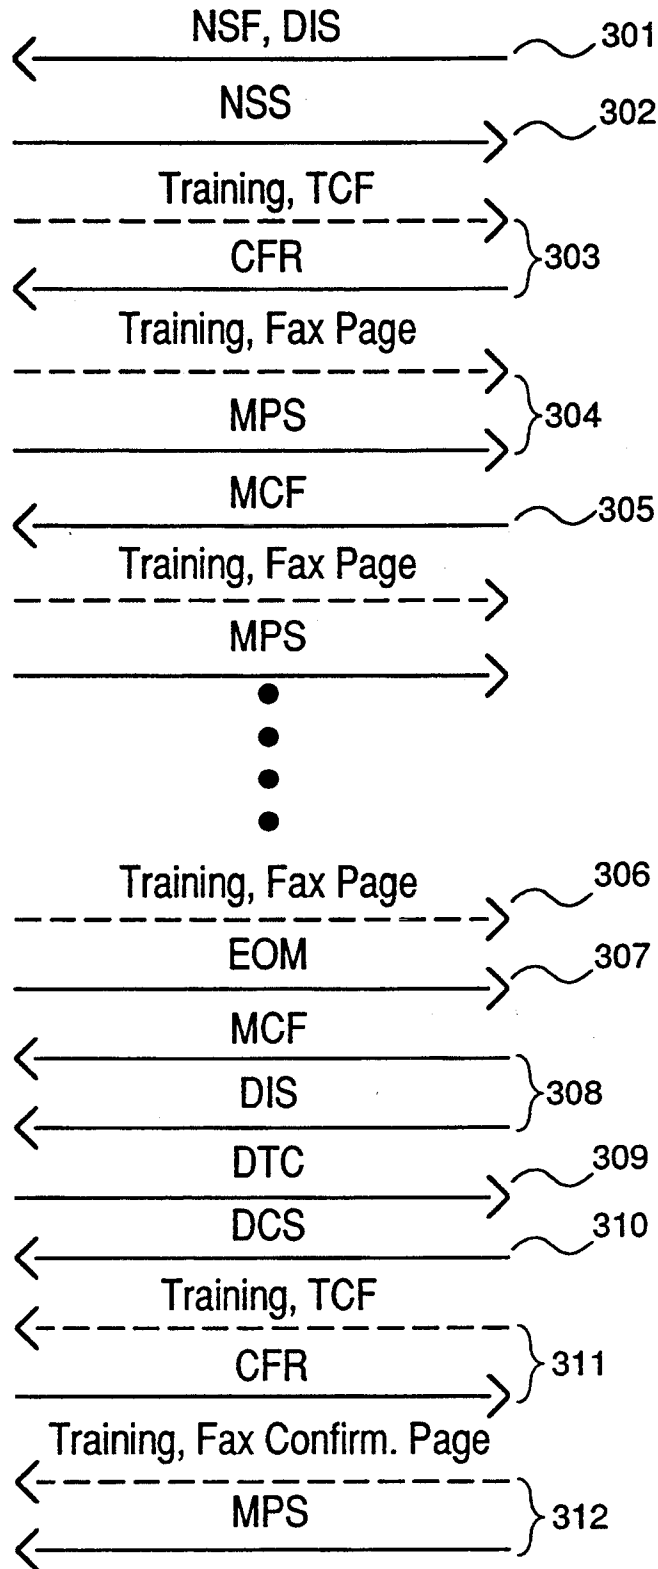 NSF, DIS 301
NSS 302
Training, TCF
CFR 303
Training, Fax Page
MPS 304
MCF 305
Training, Fax Page
MPS
Training, Fax Page 306
EOM 307
MCF
DIS 308
DTC 309
DCS 310
Training, TCF
CFR 311
Training, Fax Confirm. Page
MPS 312